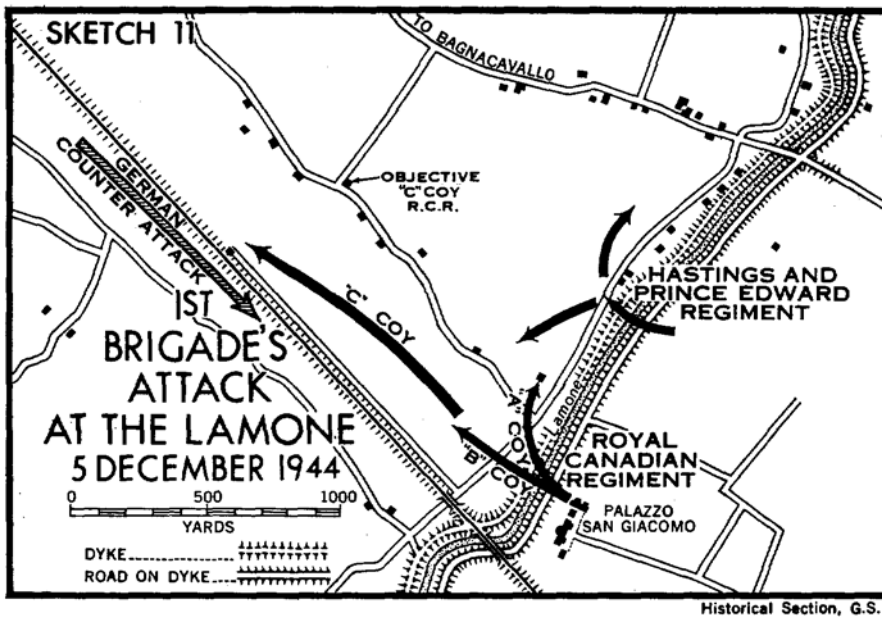 SKETCH 11
TO BAGNACAVALLO
OBJECTIVE
"C" COY
R.C.R.
GERMAN
COUNTER ATTACK
"C" COY
HASTINGS AND
PRINCE EDWARD
REGIMENT
1ST
BRIGADE'S
ATTACK
AT THE LAMONE
5 DECEMBER 1944
"A" COY
"B" COY
Lamone
ROYAL
CANADIAN
REGIMENT
PALAZZO
SAN GIACOMO
0 500 1000
YARDS
DYKE
ROAD ON DYKE
Historical Section, G.S.